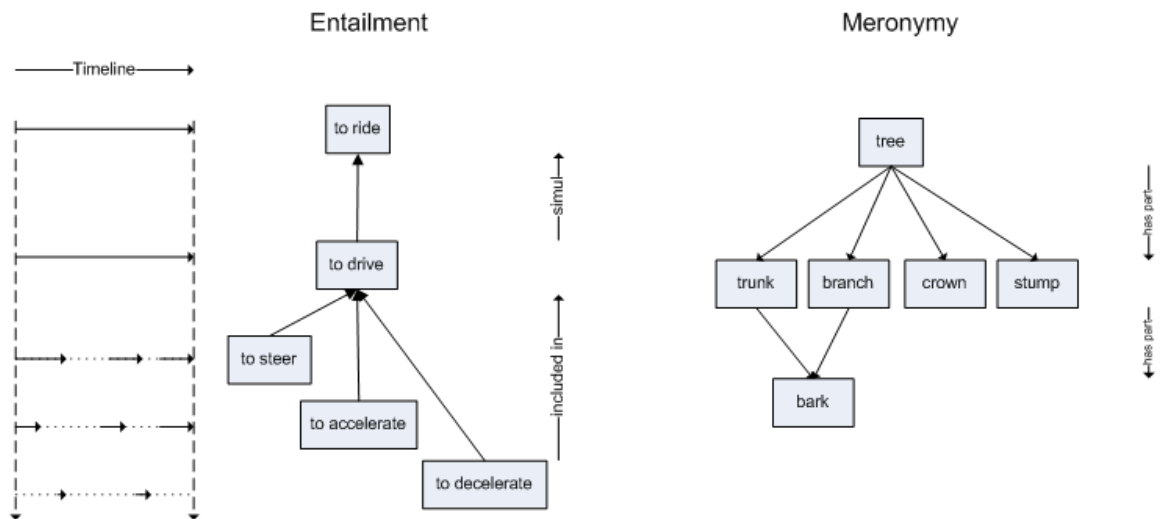 Entailment
Meronymy
Timeline
to ride
simul
to drive
to steer
included in
to accelerate
to decelerate
tree
has part
trunk
branch
crown
stump
has part
bark